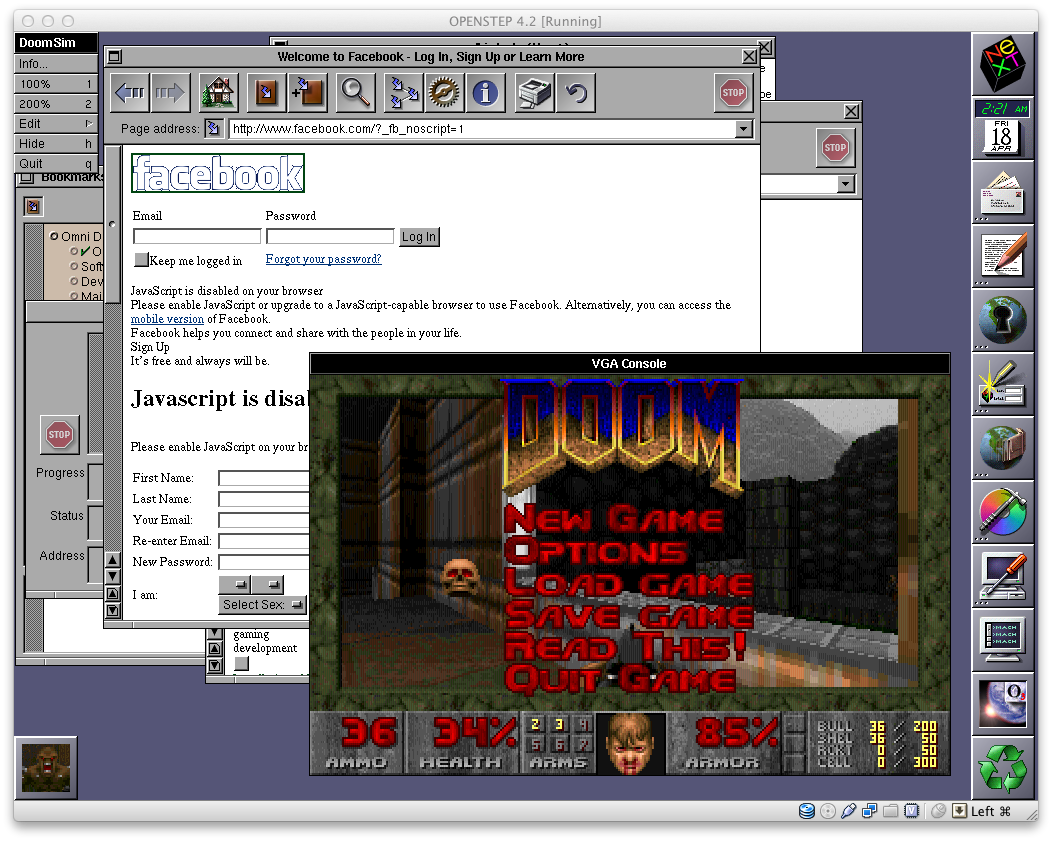 OPENSTEP 4.2 [Running]
DoomSim
Info...
100% 1
200% 2
Edit
Hide h
Quit q
Welcome to Facebook - Log In, Sign Up or Learn More
STOP
Page address: http://www.facebook.com/?_fb_noscript=1
STOP
facebook
Email Password
Log In
Keep me logged in Forgot your password?
JavaScript is disabled on your browser
Please enable JavaScript or upgrade to a JavaScript-capable browser to use Facebook. Alternatively, you can access the
mobile version of Facebook.
Facebook helps you connect and share with the people in your life.
Sign Up
It's free and always will be.
Javascript is disa
Please enable JavaScript on your br
First Name:
Last Name:
Your Email:
Re-enter Email:
New Password:
I am:
Select Sex:
Bookmarks
Omni D
O
Soft
Dev
Mai
STOP
Progress
Status
Address
gaming
development
VGA Console
DOOM
New Game
Options
Load Game
Save Game
Read This!
Quit Game
36 34% 2 3 4 85%
5 6 7
AMMO HEALTH ARMS ARMOR
BULL 36 / 200
SHEL 36 / 50
RCKT 0 / 50
CELL 0 / 300
NeXT
2:21 AM
FRI
18
APR
MACH
MACH
Left ⌘